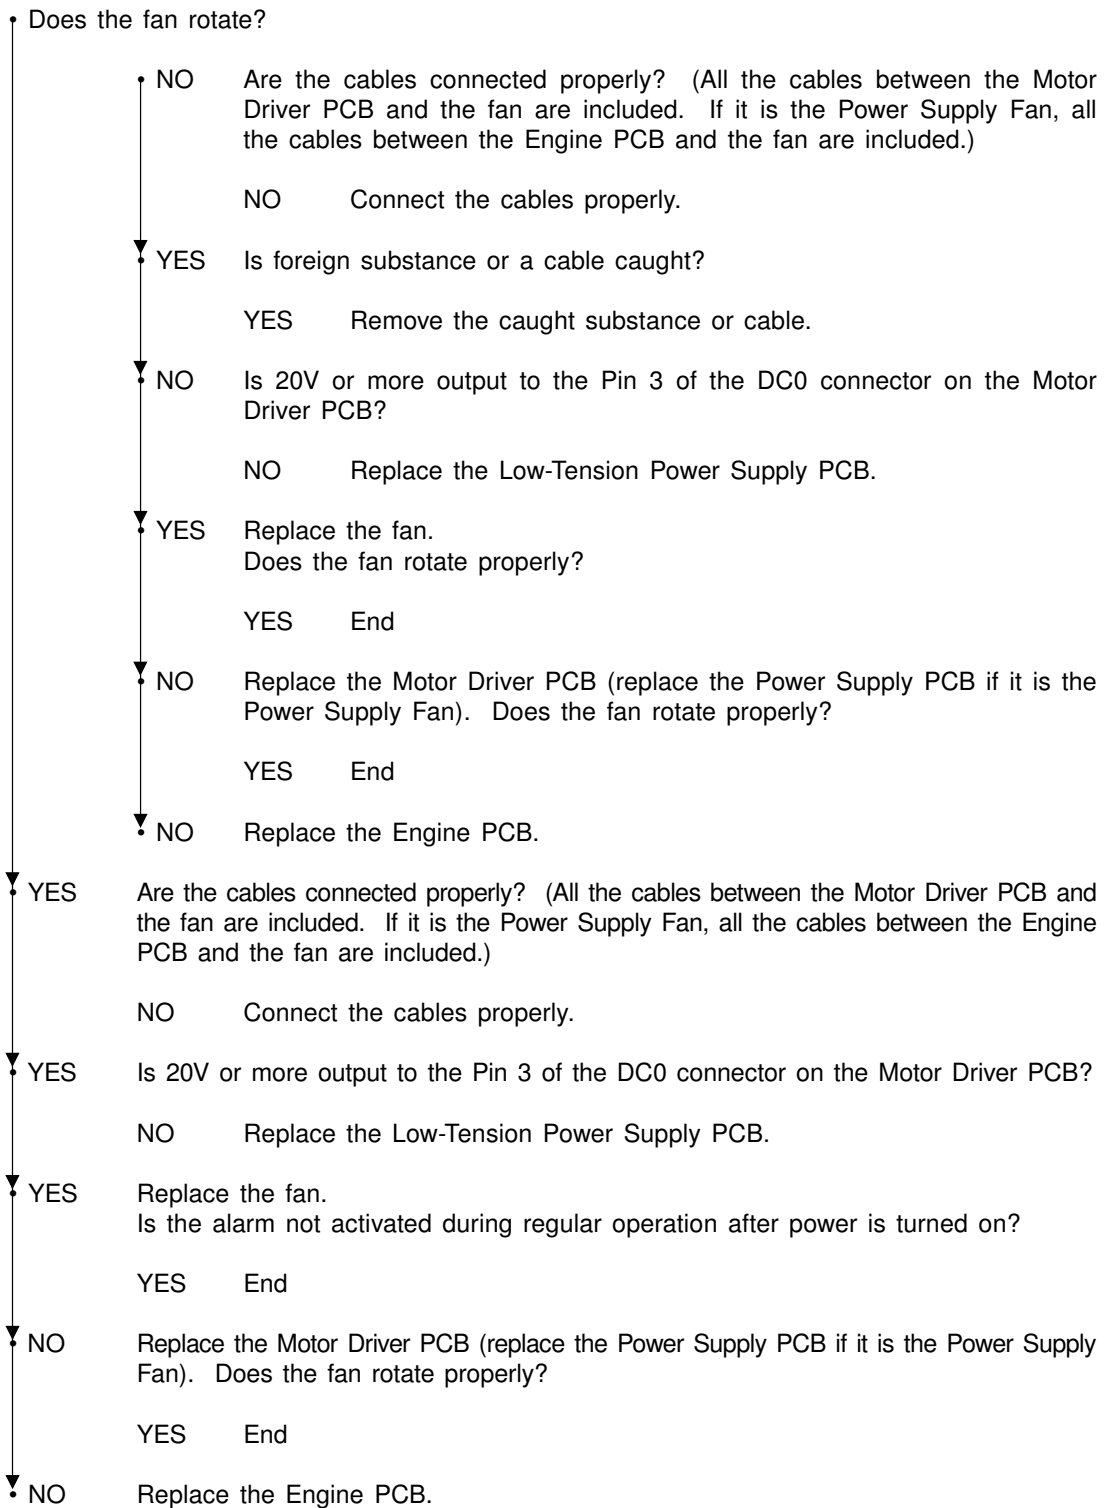 • Does the fan rotate?
• NO Are the cables connected properly? (All the cables between the Motor
Driver PCB and the fan are included. If it is the Power Supply Fan, all
the cables between the Engine PCB and the fan are included.)
NO Connect the cables properly.
• YES Is foreign substance or a cable caught?
YES Remove the caught substance or cable.
• NO Is 20V or more output to the Pin 3 of the DC0 connector on the Motor
Driver PCB?
NO Replace the Low-Tension Power Supply PCB.
• YES Replace the fan.
Does the fan rotate properly?
YES End
• NO Replace the Motor Driver PCB (replace the Power Supply PCB if it is the
Power Supply Fan). Does the fan rotate properly?
YES End
• NO Replace the Engine PCB.
• YES Are the cables connected properly? (All the cables between the Motor Driver PCB and
the fan are included. If it is the Power Supply Fan, all the cables between the Engine
PCB and the fan are included.)
NO Connect the cables properly.
• YES Is 20V or more output to the Pin 3 of the DC0 connector on the Motor Driver PCB?
NO Replace the Low-Tension Power Supply PCB.
• YES Replace the fan.
Is the alarm not activated during regular operation after power is turned on?
YES End
• NO Replace the Motor Driver PCB (replace the Power Supply PCB if it is the Power Supply
Fan). Does the fan rotate properly?
YES End
• NO Replace the Engine PCB.